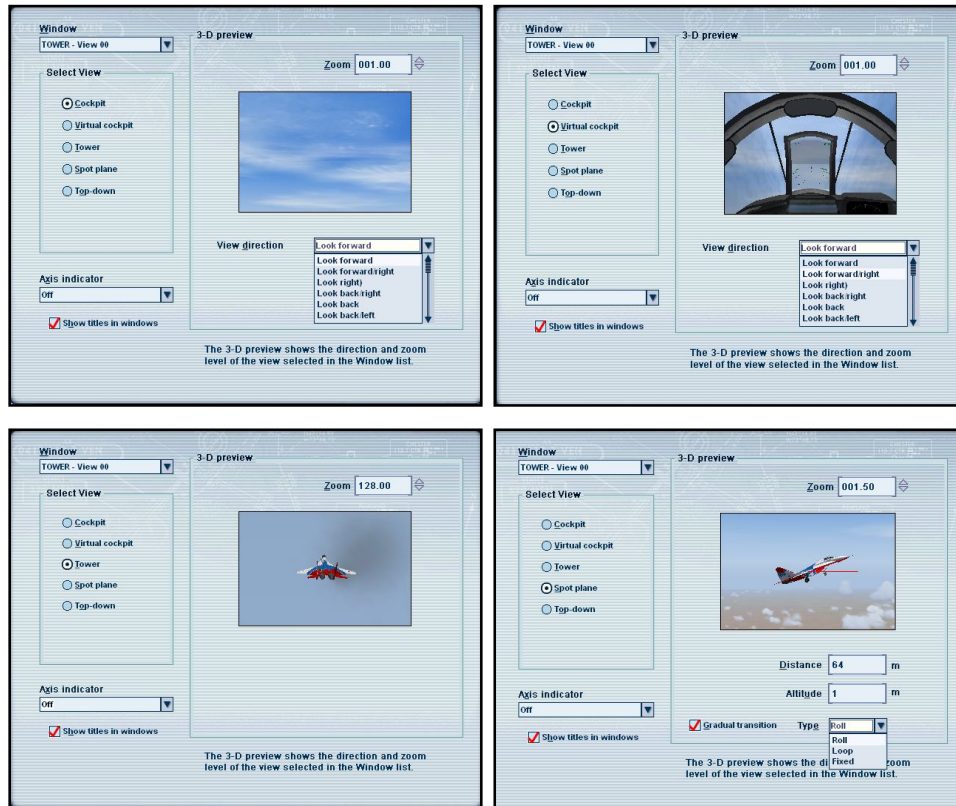 Window
TOWER - View 00
Select View
Cockpit
Virtual cockpit
Tower
Spot plane
Top-down
Axis indicator
Off
Show titles in windows
3-D preview
Zoom 001.00
View direction Look forward
Look forward
Look forward/right
Look right)
Look back/right
Look back
Look back/left
The 3-D preview shows the direction and zoom
level of the view selected in the Window list.
Window
TOWER - View 00
Select View
Cockpit
Virtual cockpit
Tower
Spot plane
Top-down
Axis indicator
Off
Show titles in windows
3-D preview
Zoom 001.00
View direction Look forward
Look forward
Look forward/right
Look right)
Look back/right
Look back
Look back/left
The 3-D preview shows the direction and zoom
level of the view selected in the Window list.
Window
TOWER - View 00
Select View
Cockpit
Virtual cockpit
Tower
Spot plane
Top-down
Axis indicator
Off
Show titles in windows
3-D preview
Zoom 128.00
The 3-D preview shows the direction and zoom
level of the view selected in the Window list.
Window
TOWER - View 00
Select View
Cockpit
Virtual cockpit
Tower
Spot plane
Top-down
Axis indicator
Off
Show titles in windows
3-D preview
Zoom 001.50
Distance 64 m
Altitude 1 m
Gradual transition Type Roll
Roll
Loop
Fixed
The 3-D preview shows the di zoom
level of the view selected in the Window list.